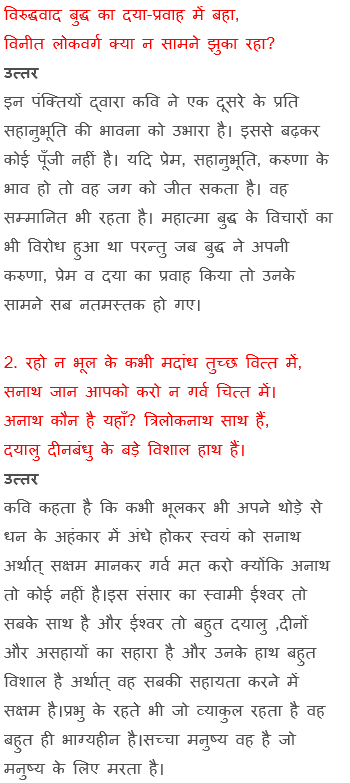 विरुद्धवाद बुद्ध का दया-प्रवाह में बहा,
विनीत लोकवर्ग क्या न सामने झुका रहा?
उत्तर
इन पंक्तियों द्वारा कवि ने एक दूसरे के प्रति
सहानुभूति की भावना को उभारा है। इससे बढ़कर
कोई पूँजी नहीं है। यदि प्रेम, सहानुभूति, करुणा के
भाव हो तो वह जग को जीत सकता है। वह
सम्मानित भी रहता है। महात्मा बुद्ध के विचारों का
भी विरोध हुआ था परन्तु जब बुद्ध ने अपनी
करुणा, प्रेम व दया का प्रवाह किया तो उनके
सामने सब नतमस्तक हो गए।
2. रहो न भूल के कभी मदांध तुच्छ वित्त में,
सनाथ जान आपको करो न गर्व चित्त में।
अनाथ कौन है यहाँ? त्रिलोकनाथ साथ हैं,
दयालु दीनबंधु के बड़े विशाल हाथ हैं।
उत्तर
कवि कहता है कि कभी भूलकर भी अपने थोड़े से
धन के अहंकार में अंधे होकर स्वयं को सनाथ
अर्थात् सक्षम मानकर गर्व मत करो क्योंकि अनाथ
तो कोई नहीं है।इस संसार का स्वामी ईश्वर तो
सबके साथ है और ईश्वर तो बहुत दयालु ,दीनों
और असहायों का सहारा है और उनके हाथ बहुत
विशाल है अर्थात् वह सबकी सहायता करने में
सक्षम है।प्रभु के रहते भी जो व्याकुल रहता है वह
बहुत ही भाग्यहीन है।सच्चा मनुष्य वह है जो
मनुष्य के लिए मरता है।